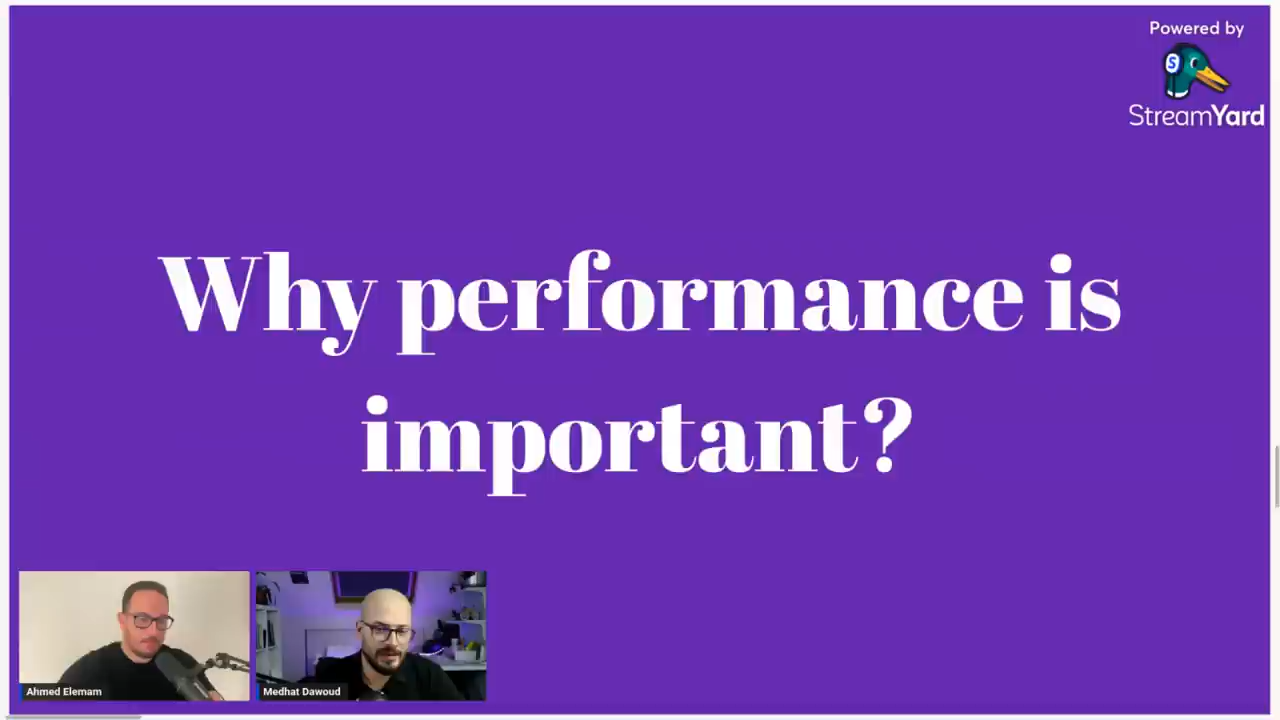 Powered by
S
StreamYard
Why performance is
important?
Ahmed Elemam
Medhat Dawoud